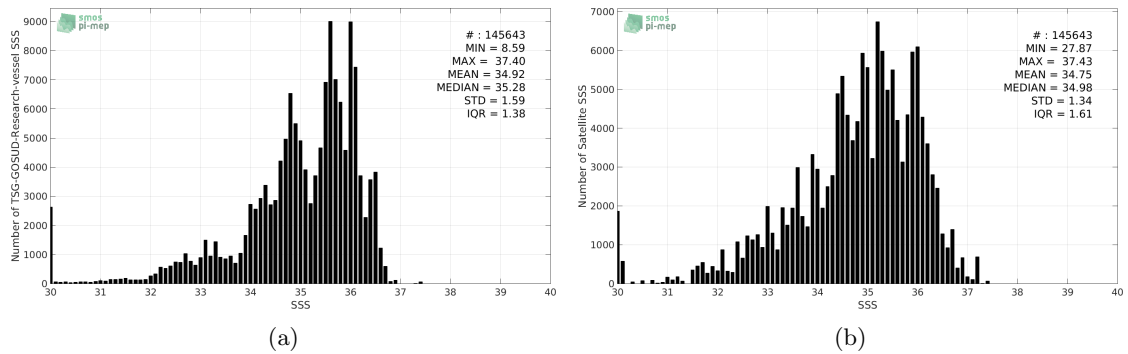 smos
pi-mep
# : 145643
MIN = 8.59
MAX = 37.40
MEAN = 34.92
MEDIAN = 35.28
STD = 1.59
IQR = 1.38
Number of TSG-GOSUD-Research-vessel SSS
9000
8000
7000
6000
5000
4000
3000
2000
1000
0
30 31 32 33 34 35 36 37 38 39 40
SSS
(a)
smos
pi-mep
# : 145643
MIN = 27.87
MAX = 37.43
MEAN = 34.75
MEDIAN = 34.98
STD = 1.34
IQR = 1.61
Number of Satellite SSS
7000
6000
5000
4000
3000
2000
1000
0
30 31 32 33 34 35 36 37 38 39 40
SSS
(b)